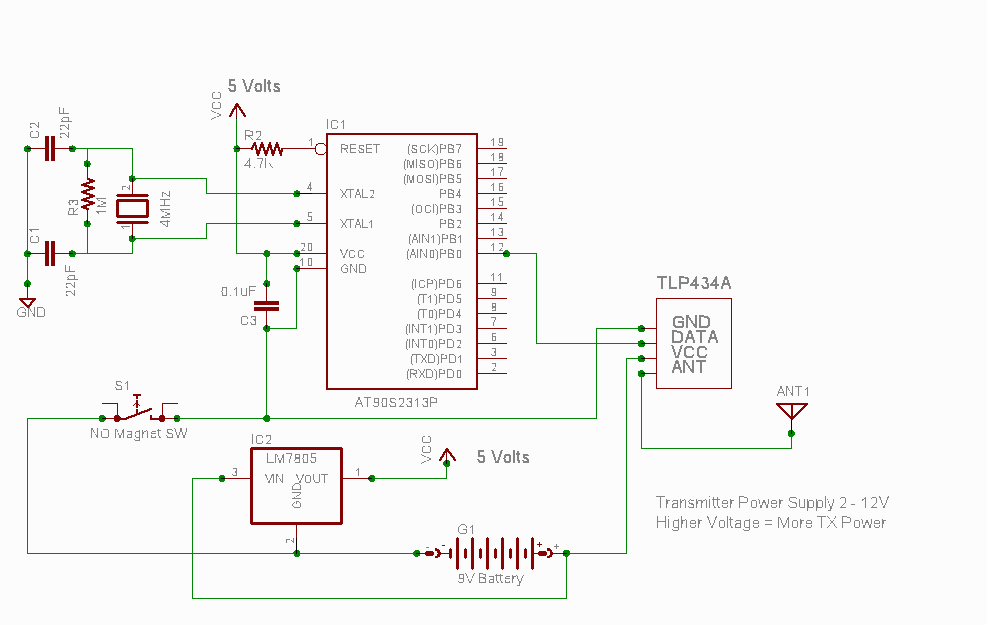 5 Volts
VCC
C2
22pF
R3
1M
2
1
4MHz
C1
22pF
GND
R2
4.7k
IC1
1 RESET
4 XTAL2
5 XTAL1
20 VCC
10 GND
(SCK)PB7 19
(MISO)PB6 18
(MOSI)PB5 17
PB4 16
(OCI)PB3 15
PB2 14
(AIN1)PB1 13
(AIN0)PB0 12
(ICP)PD6 11
(T1)PD5 9
(T0)PD4 8
(INT1)PD3 7
(INT0)PD2 6
(TXD)PD1 3
(RXD)PD0 2
AT90S2313P
0.1uF
C3
TLP434A
GND
DATA
VCC
ANT
ANT1
S1
NO Magnet SW
IC2
LM7805
3 VIN VOUT 1
GND
2
VCC
5 Volts
G1
- - + +
9V Battery
Transmitter Power Supply 2 - 12V
Higher Voltage = More TX Power